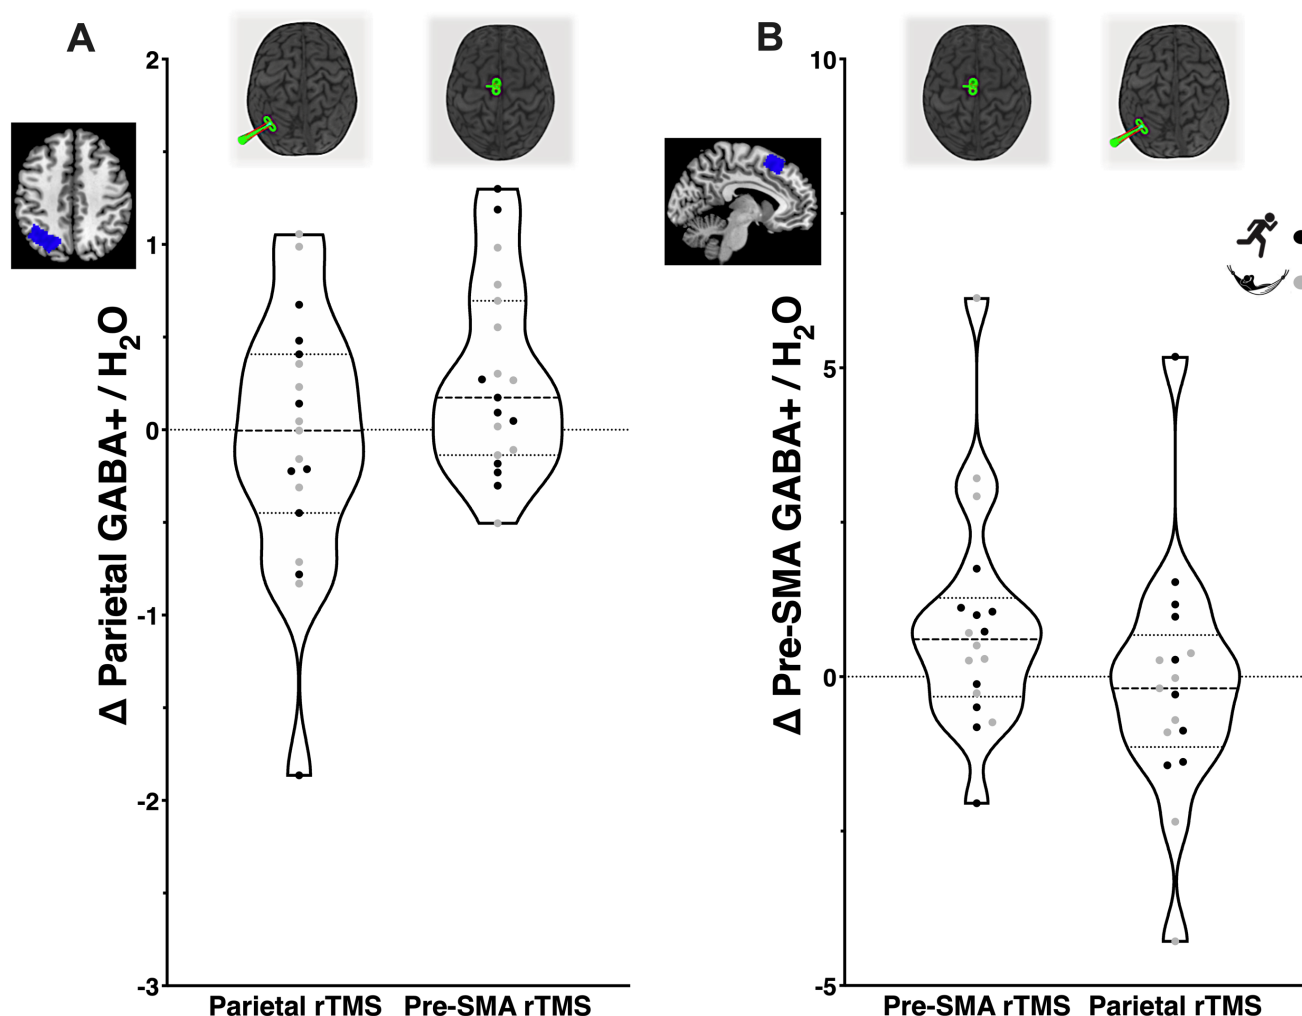 A
B
2
1
0
-1
-2
-3
Δ Parietal GABA+ / H₂O
Parietal rTMS
Pre-SMA rTMS
10
5
0
-5
Δ Pre-SMA GABA+ / H₂O
Pre-SMA rTMS
Parietal rTMS